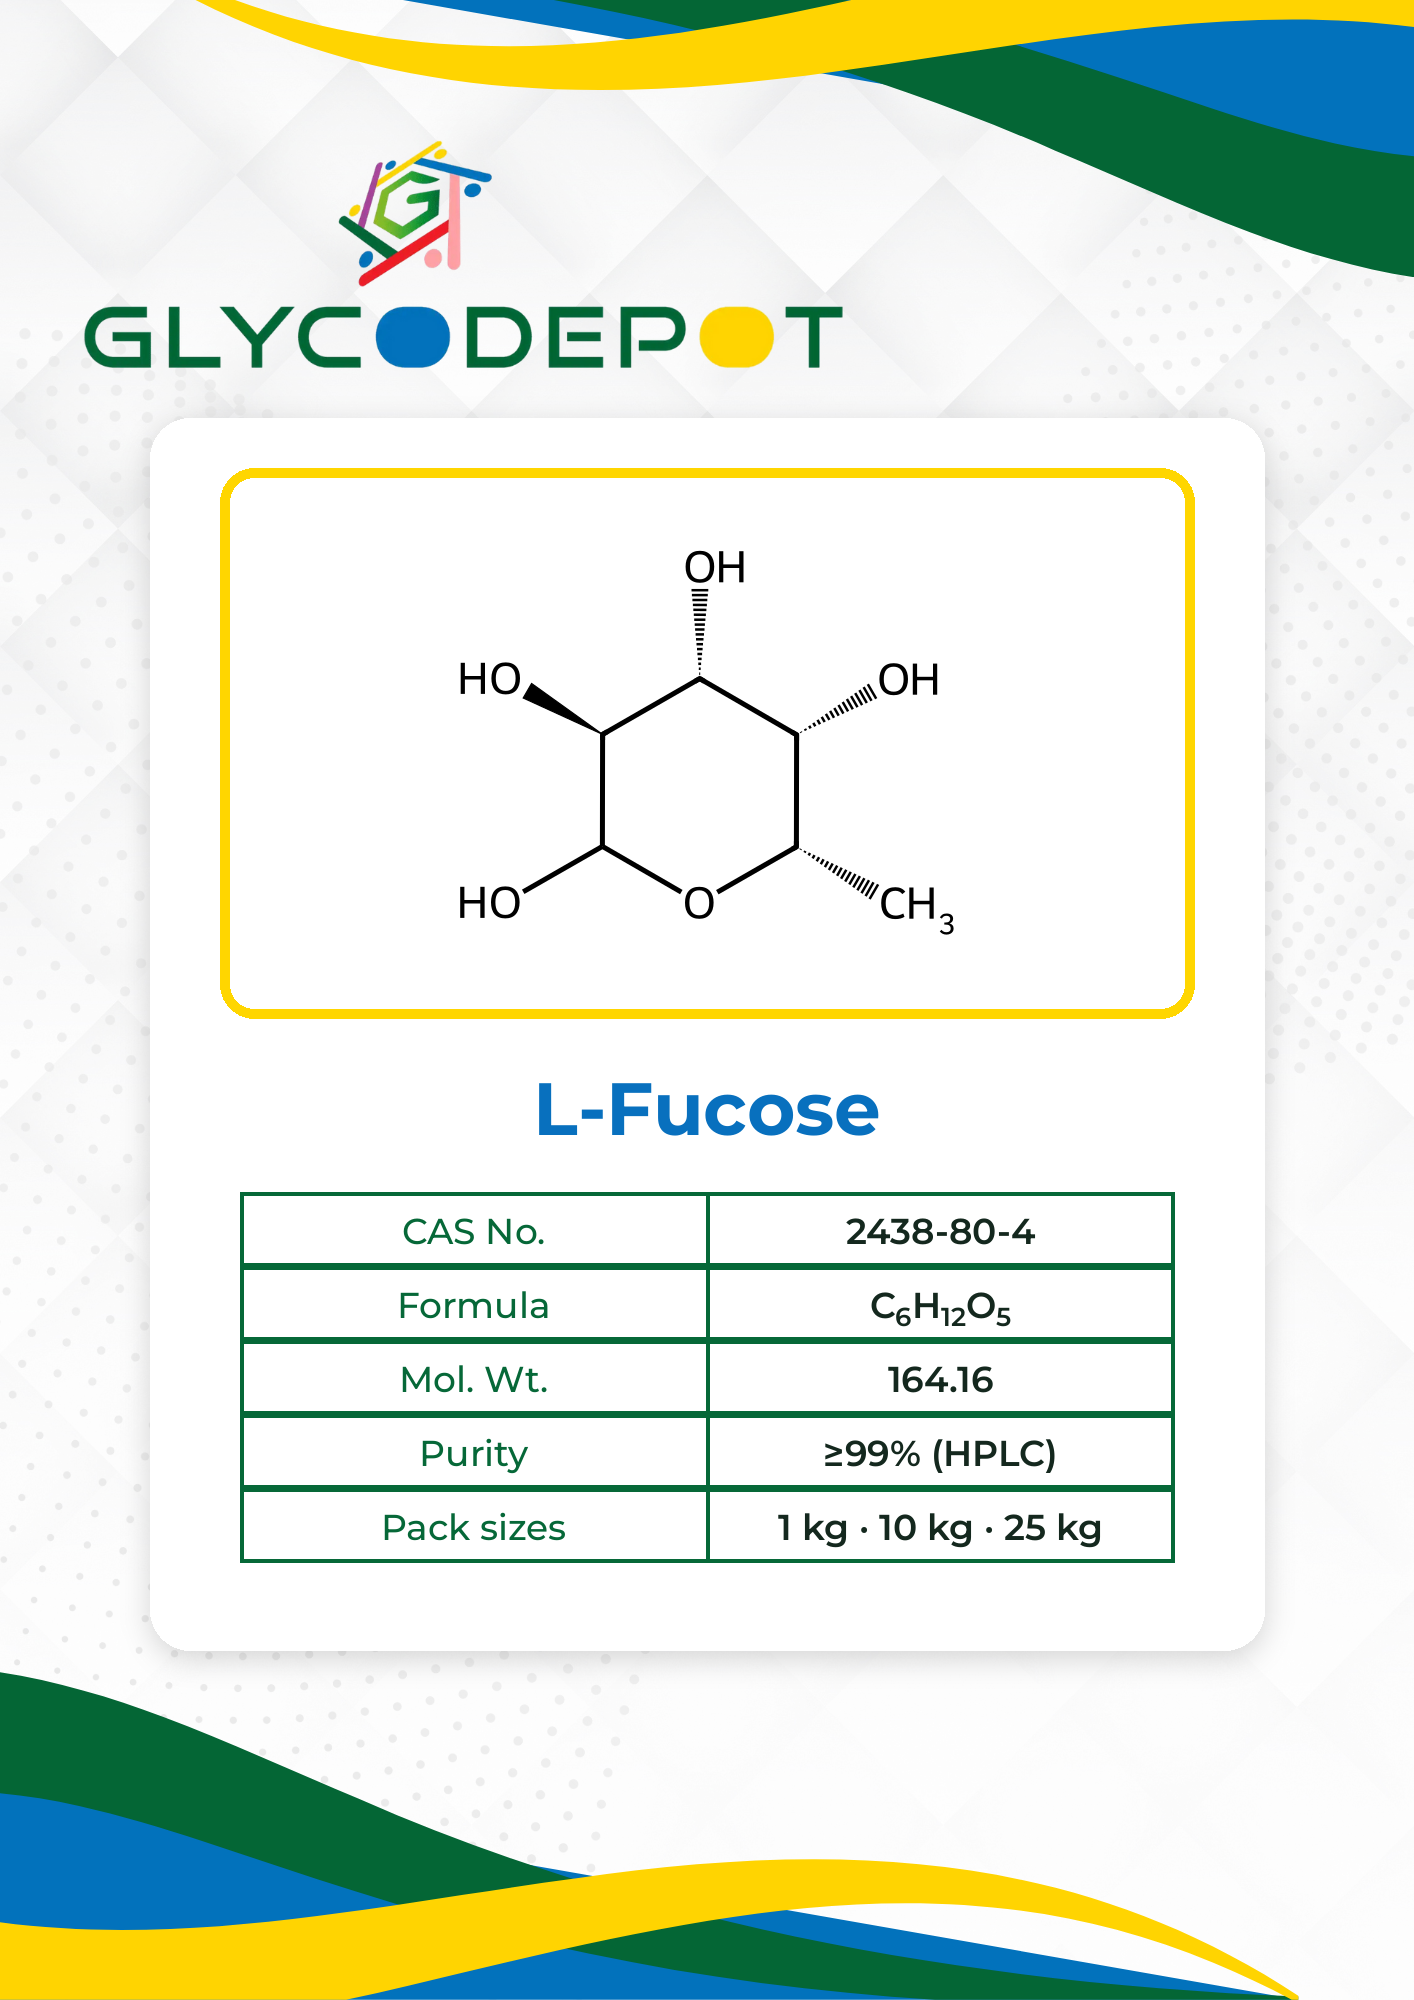 GLYCODEPOT
OH
HO
OH
HO
O
CH₃
L-Fucose
CAS No. 2438-80-4
Formula C₆H₁₂O₅
Mol. Wt. 164.16
Purity ≥99% (HPLC)
Pack sizes 1 kg · 10 kg · 25 kg